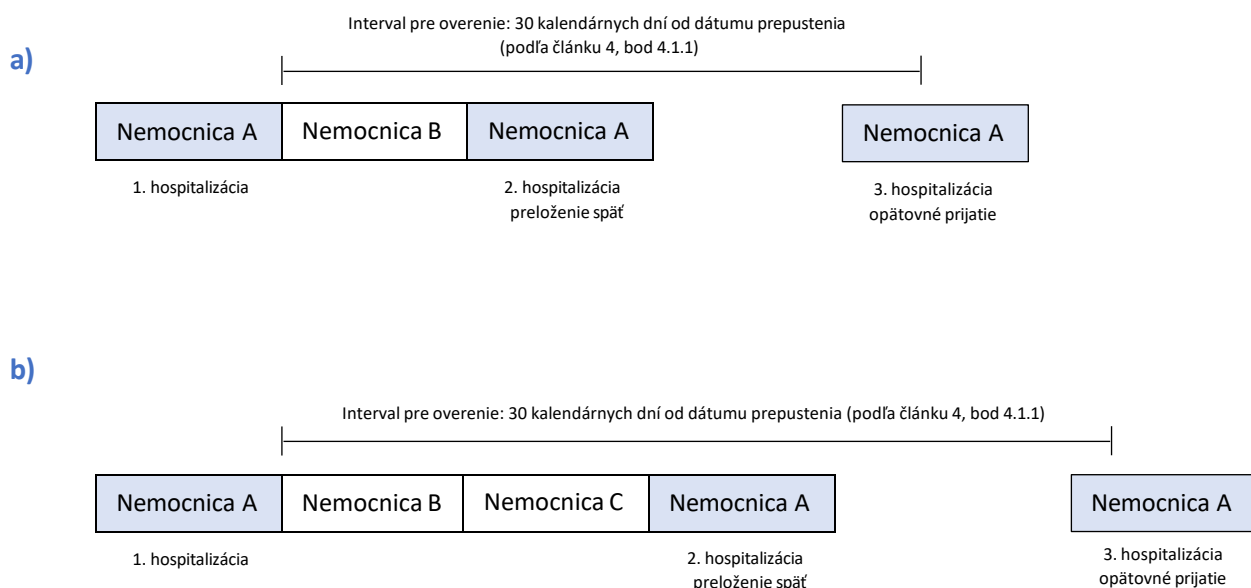 Interval pre overenie: 30 kalendárnych dní od dátumu prepustenia
(podľa článku 4, bod 4.1.1)
a)
Nemocnica A Nemocnica B Nemocnica A Nemocnica A
1. hospitalizácia 2. hospitalizácia 3. hospitalizácia
preloženie späť opätovné prijatie
b)
Interval pre overenie: 30 kalendárnych dní od dátumu prepustenia (podľa článku 4, bod 4.1.1)
Nemocnica A Nemocnica B Nemocnica C Nemocnica A Nemocnica A
1. hospitalizácia 2. hospitalizácia 3. hospitalizácia
preloženie späť opätovné prijatie